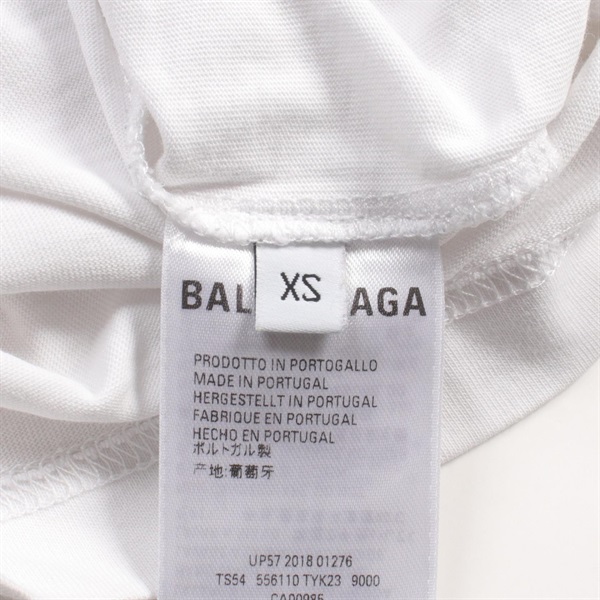 XS
BAL AGA
PRODOTTO IN PORTOGALLO
MADE IN PORTUGAL
HERGESTELLT IN PORTUGAL
FABRIQUE EN PORTUGAL
HECHO EN PORTUGAL
ポルトガル製
产地:葡萄牙
UP57 2018 01276
TS54 556110 TYK23 9000
CA00985